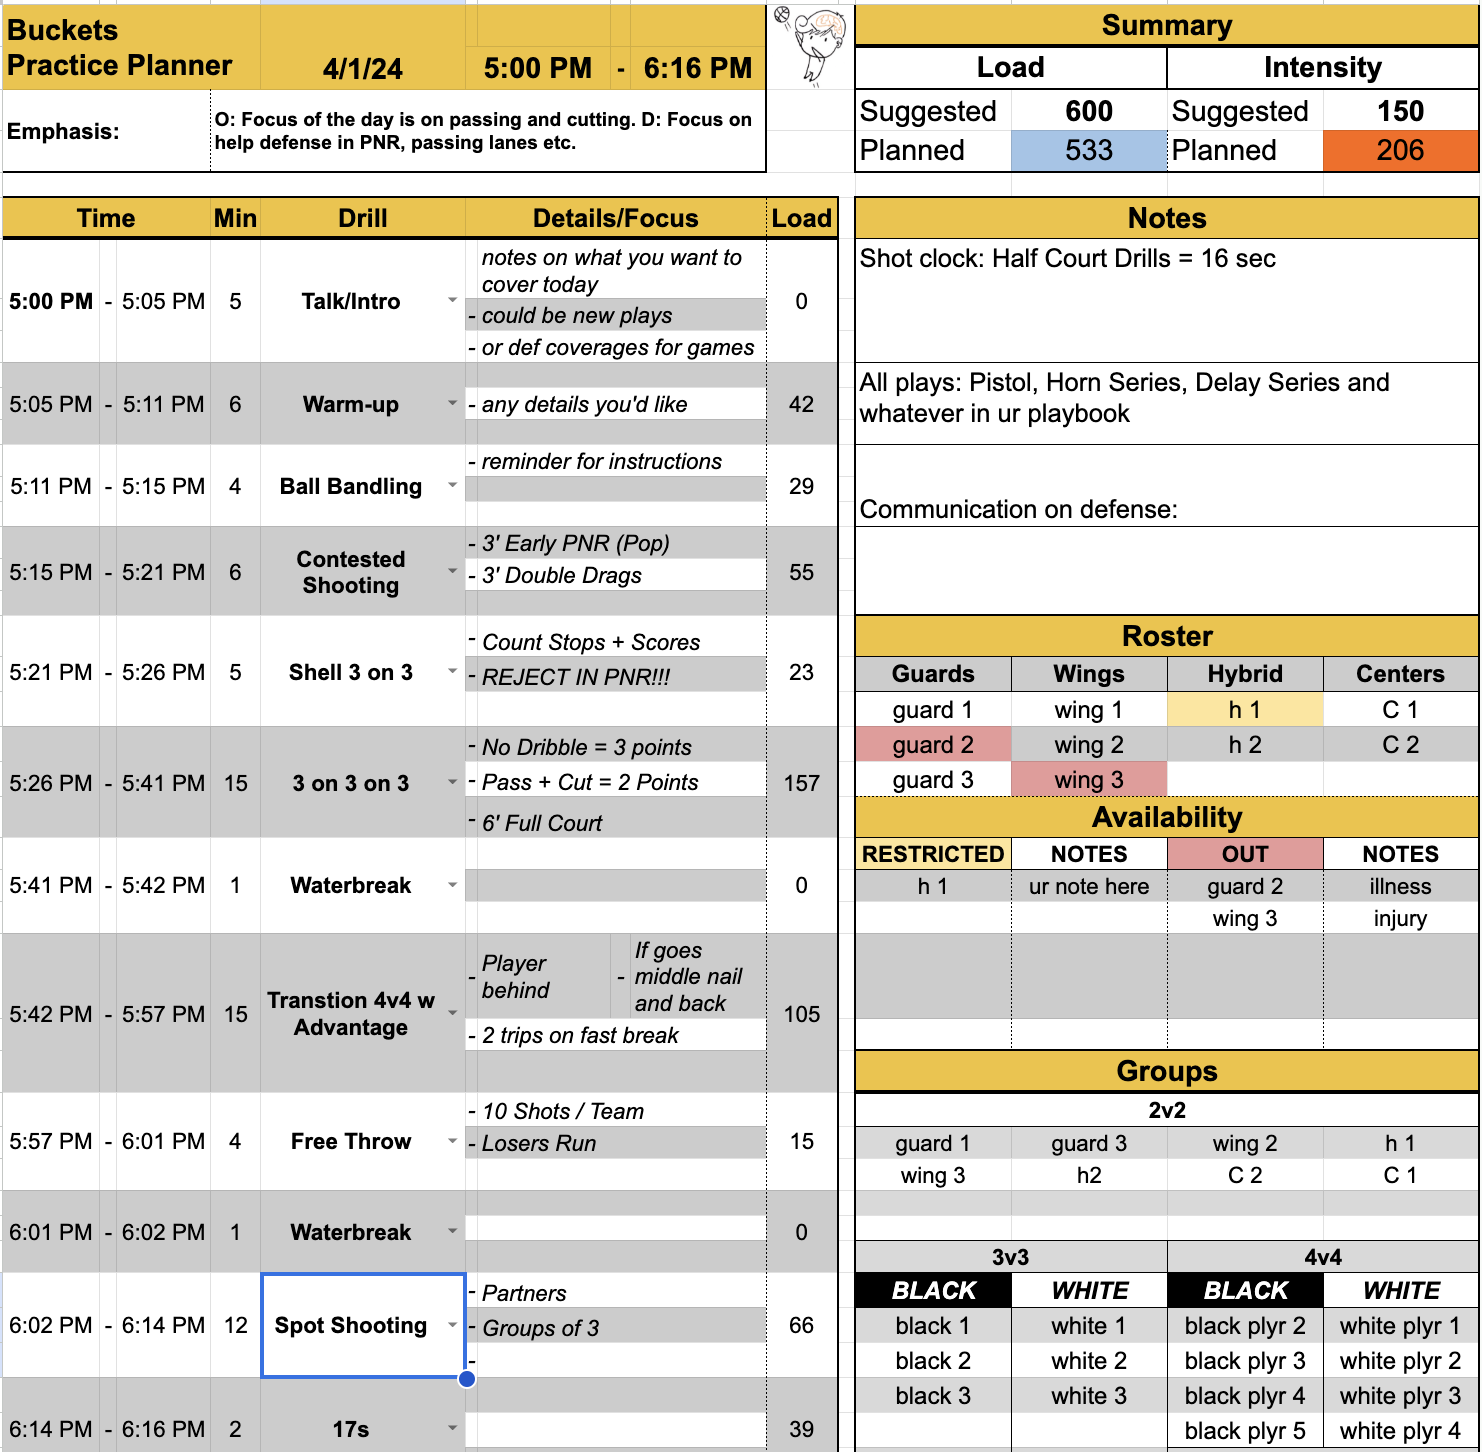 Buckets
Practice Planner
4/1/24
5:00 PM - 6:16 PM
Emphasis:
O: Focus of the day is on passing and cutting. D: Focus on
help defense in PNR, passing lanes etc.
Summary
Load Intensity
Suggested 600 Suggested 150
Planned 533 Planned 206
Time Min Drill Details/Focus Load
5:00 PM - 5:05 PM 5 Talk/Intro 0
notes on what you want to
cover today
- could be new plays
- or def coverages for games
5:05 PM - 5:11 PM 6 Warm-up - any details you'd like 42
5:11 PM - 5:15 PM 4 Ball Bandling 29
- reminder for instructions
5:15 PM - 5:21 PM 6 Contested
Shooting 55
- 3' Early PNR (Pop)
- 3' Double Drags
5:21 PM - 5:26 PM 5 Shell 3 on 3 23
- Count Stops + Scores
- REJECT IN PNR!!!
5:26 PM - 5:41 PM 15 3 on 3 on 3 157
- No Dribble = 3 points
- Pass + Cut = 2 Points
- 6' Full Court
5:41 PM - 5:42 PM 1 Waterbreak 0
5:42 PM - 5:57 PM 15 Transtion 4v4 w
Advantage 105
- Player
behind
- If goes
middle nail
and back
- 2 trips on fast break
5:57 PM - 6:01 PM 4 Free Throw 15
- 10 Shots / Team
- Losers Run
6:01 PM - 6:02 PM 1 Waterbreak 0
6:02 PM - 6:14 PM 12 Spot Shooting 66
- Partners
- Groups of 3
-
6:14 PM - 6:16 PM 2 17s 39
Notes
Shot clock: Half Court Drills = 16 sec
All plays: Pistol, Horn Series, Delay Series and
whatever in ur playbook
Communication on defense:
Roster
Guards Wings Hybrid Centers
guard 1 wing 1 h 1 C 1
guard 2 wing 2 h 2 C 2
guard 3 wing 3
Availability
RESTRICTED NOTES OUT NOTES
h 1 ur note here guard 2 illness
wing 3 injury
Groups
2v2
guard 1 guard 3 wing 2 h 1
wing 3 h2 C 2 C 1
3v3 4v4
BLACK WHITE BLACK WHITE
black 1 white 1 black plyr 2 white plyr 1
black 2 white 2 black plyr 3 white plyr 2
black 3 white 3 black plyr 4 white plyr 3
black plyr 5 white plyr 4